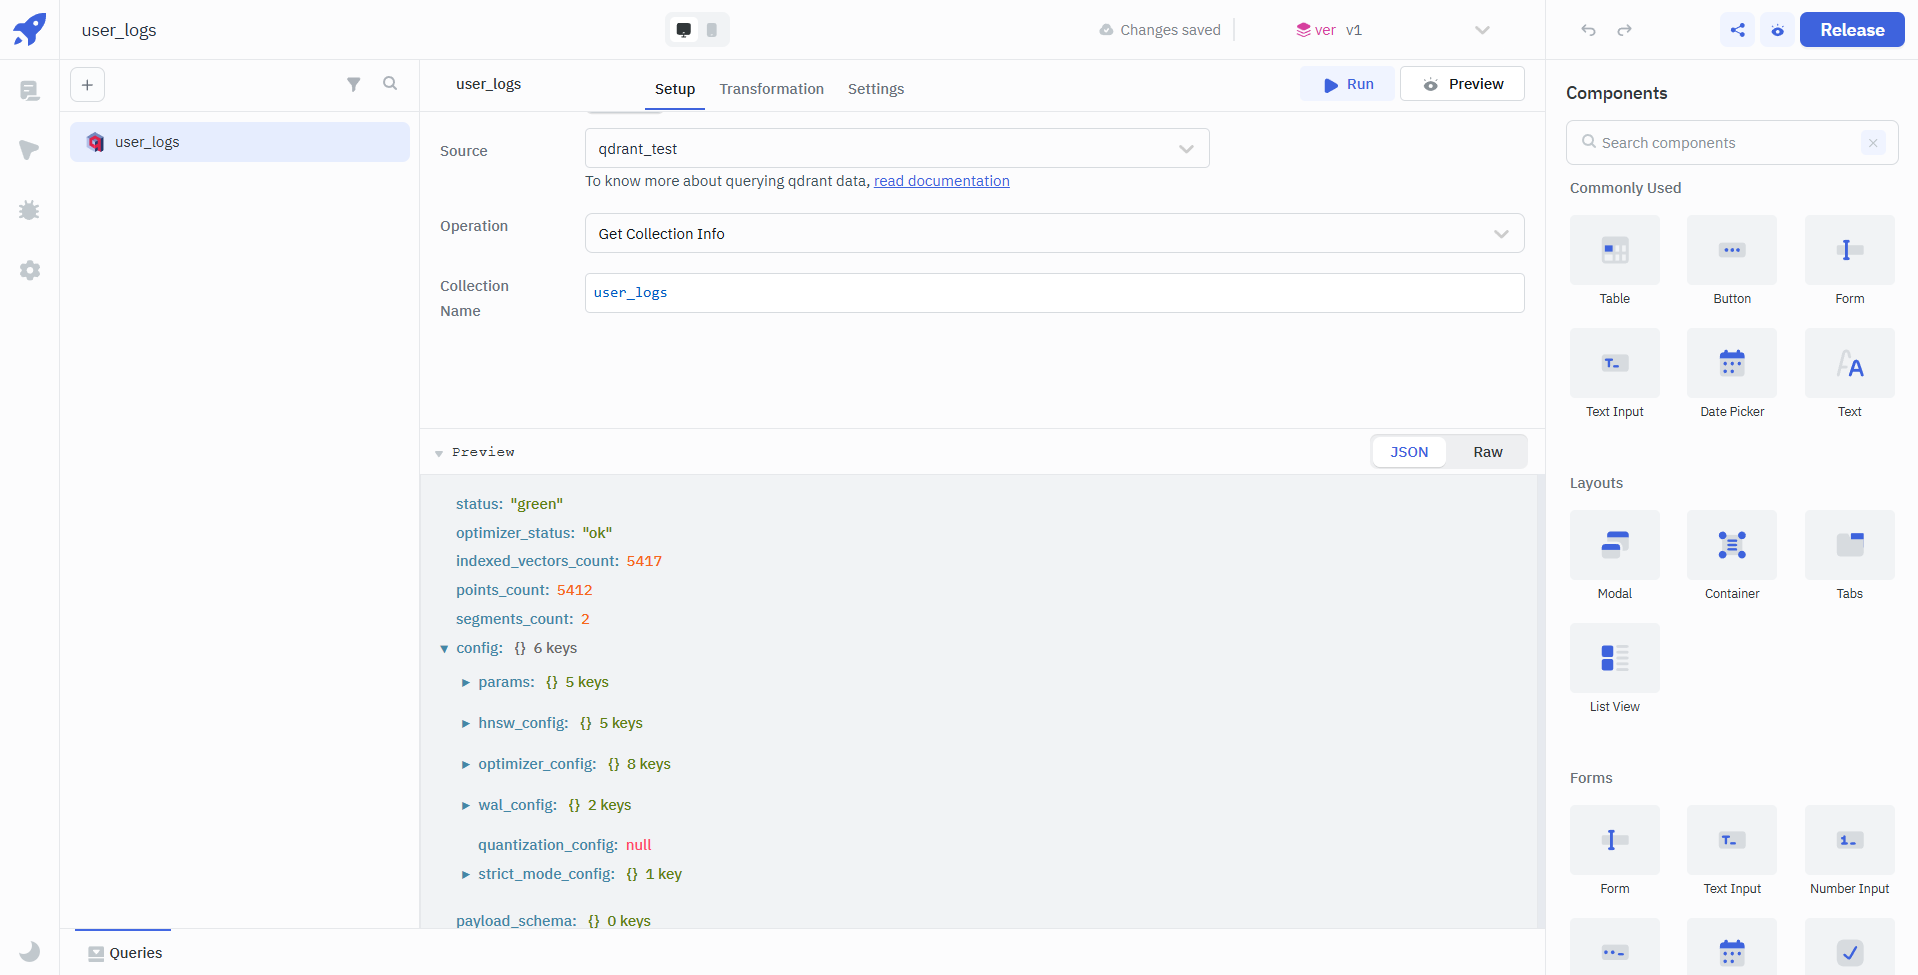 user_logs
Changes saved
ver v1
Release
user_logs
Setup
Transformation
Settings
Run
Preview
user_logs
Source
qdrant_test
To know more about querying qdrant data, read documentation
Operation
Get Collection Info
Collection
Name
user_logs
Preview
JSON
Raw
status: "green"
optimizer_status: "ok"
indexed_vectors_count: 5417
points_count: 5412
segments_count: 2
config: {} 6 keys
params: {} 5 keys
hnsw_config: {} 5 keys
optimizer_config: {} 8 keys
wal_config: {} 2 keys
quantization_config: null
strict_mode_config: {} 1 key
payload_schema: {} 0 keys
Queries
Components
Search components
Commonly Used
Table
Button
Form
Text Input
Date Picker
Text
Layouts
Modal
Container
Tabs
List View
Forms
Form
Text Input
Number Input